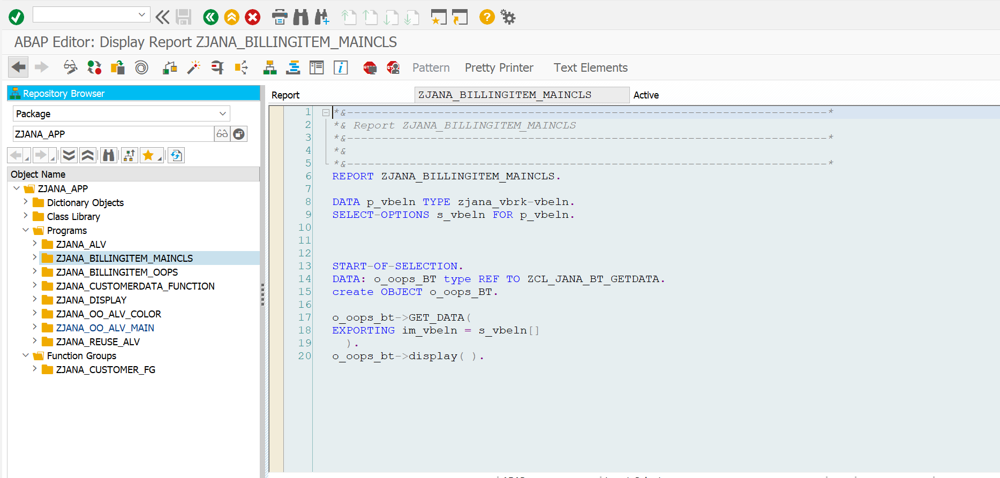 ABAP Editor: Display Report ZJANA_BILLINGITEM_MAINCLS
Pattern Pretty Printer Text Elements
Repository Browser
Package
ZJANA_APP
Object Name
ZJANA_APP
Dictionary Objects
Class Library
Programs
ZJANA_ALV
ZJANA_BILLINGITEM_MAINCLS
ZJANA_BILLINGITEM_OOPS
ZJANA_CUSTOMERDATA_FUNCTION
ZJANA_DISPLAY
ZJANA_OO_ALV_COLOR
ZJANA_OO_ALV_MAIN
ZJANA_REUSE_ALV
Function Groups
ZJANA_CUSTOMER_FG
Report ZJANA_BILLINGITEM_MAINCLS Active
1 *&---------------------------------------------------------------------*
2 *& Report ZJANA_BILLINGITEM_MAINCLS
3 *&---------------------------------------------------------------------*
4 *&
5 *&---------------------------------------------------------------------*
6 REPORT ZJANA_BILLINGITEM_MAINCLS.
7
8 DATA p_vbeln TYPE zjana_vbrk-vbeln.
9 SELECT-OPTIONS s_vbeln FOR p_vbeln.
10
11
12
13 START-OF-SELECTION.
14 DATA: o_oops_BT type REF TO ZCL_JANA_BT_GETDATA.
15 create OBJECT o_oops_BT.
16
17 o_oops_bt->GET_DATA(
18 EXPORTING im_vbeln = s_vbeln[]
19 ).
20 o_oops_bt->display( ).